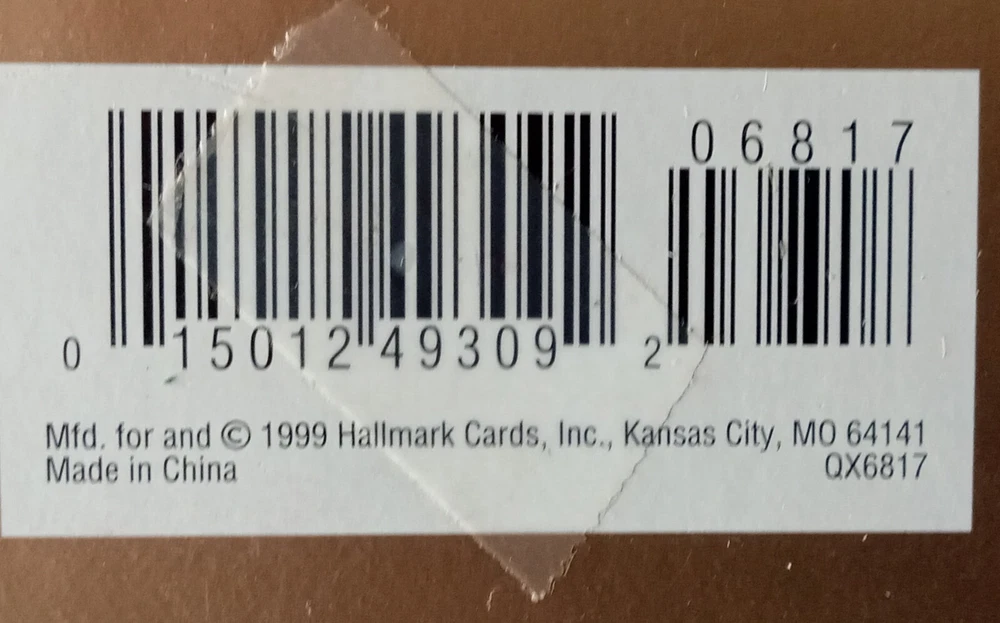 06817
0 15012 49309 2
Mfd. for and © 1999 Hallmark Cards, Inc., Kansas City, MO 64141
Made in China QX6817